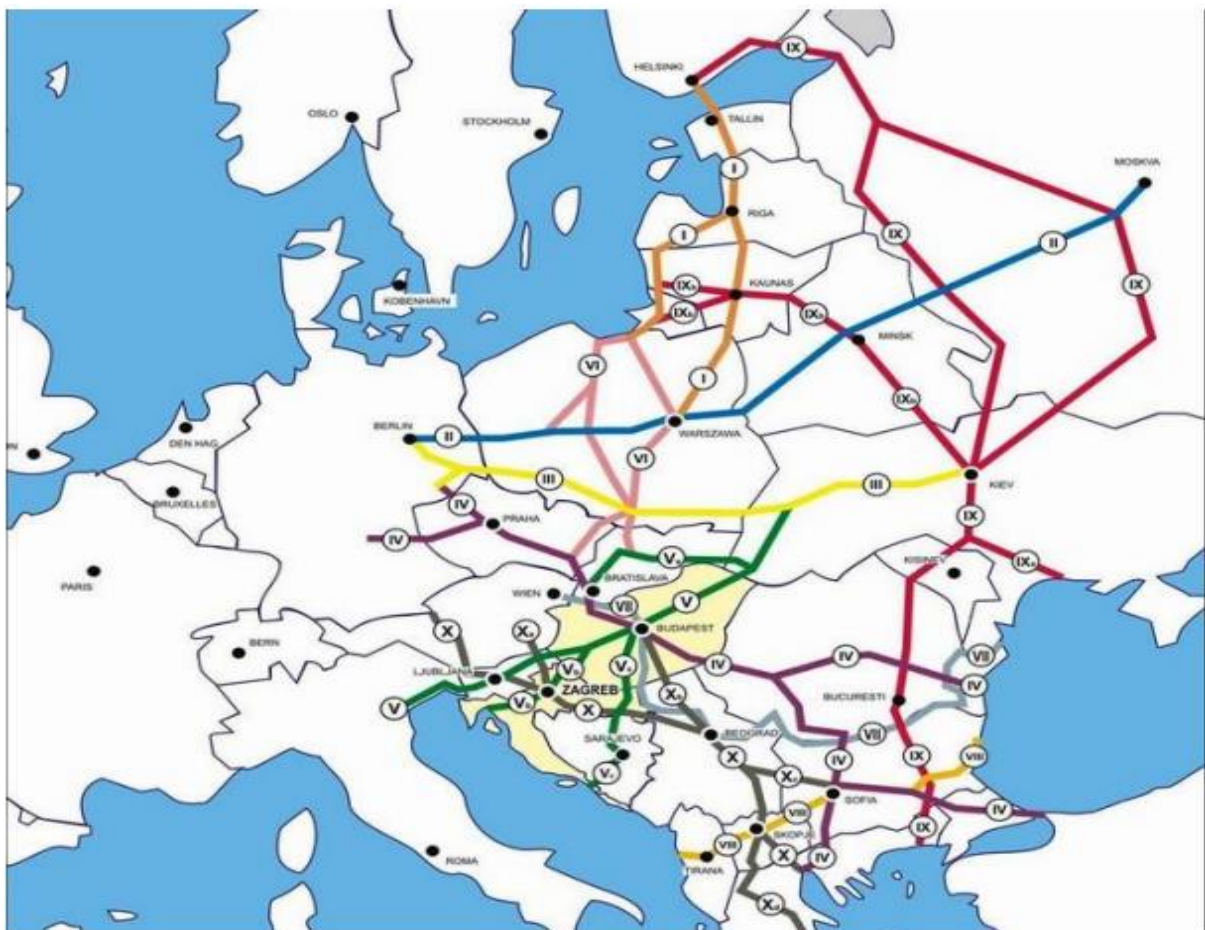 IX
HELSINKI
OSLO
STOCKHOLM
TALLIN
MOSKVA
I
RIGA
I
IX
II
KOBENHAVN
IXb
KAUNAS
IX
IXb
IXb
MINSK
VI
I
IXb
BERLIN
II
WARSZAWA
DEN HAG
VI
III
III
KIEV
BRUXELLES
IV
PRAHA
IX
IV
Va
IXa
KISINEV
PARIS
BRATISLAVA
WIEN
VII
V
X
Xa
BUDAPEST
BERN
IV
IV
VII
LJUBLJANA
Vb
Vc
IV
ZAGREB
Xb
BUCURESTI
V
Vb
X
SARAJEVO
BEOGRAD
VII
X
IV
IX
VIII
Vc
Xc
SOFIA
IV
VIII
SKOPJE
IX
VIII
ROMA
TIRANA
X
IV
Xd